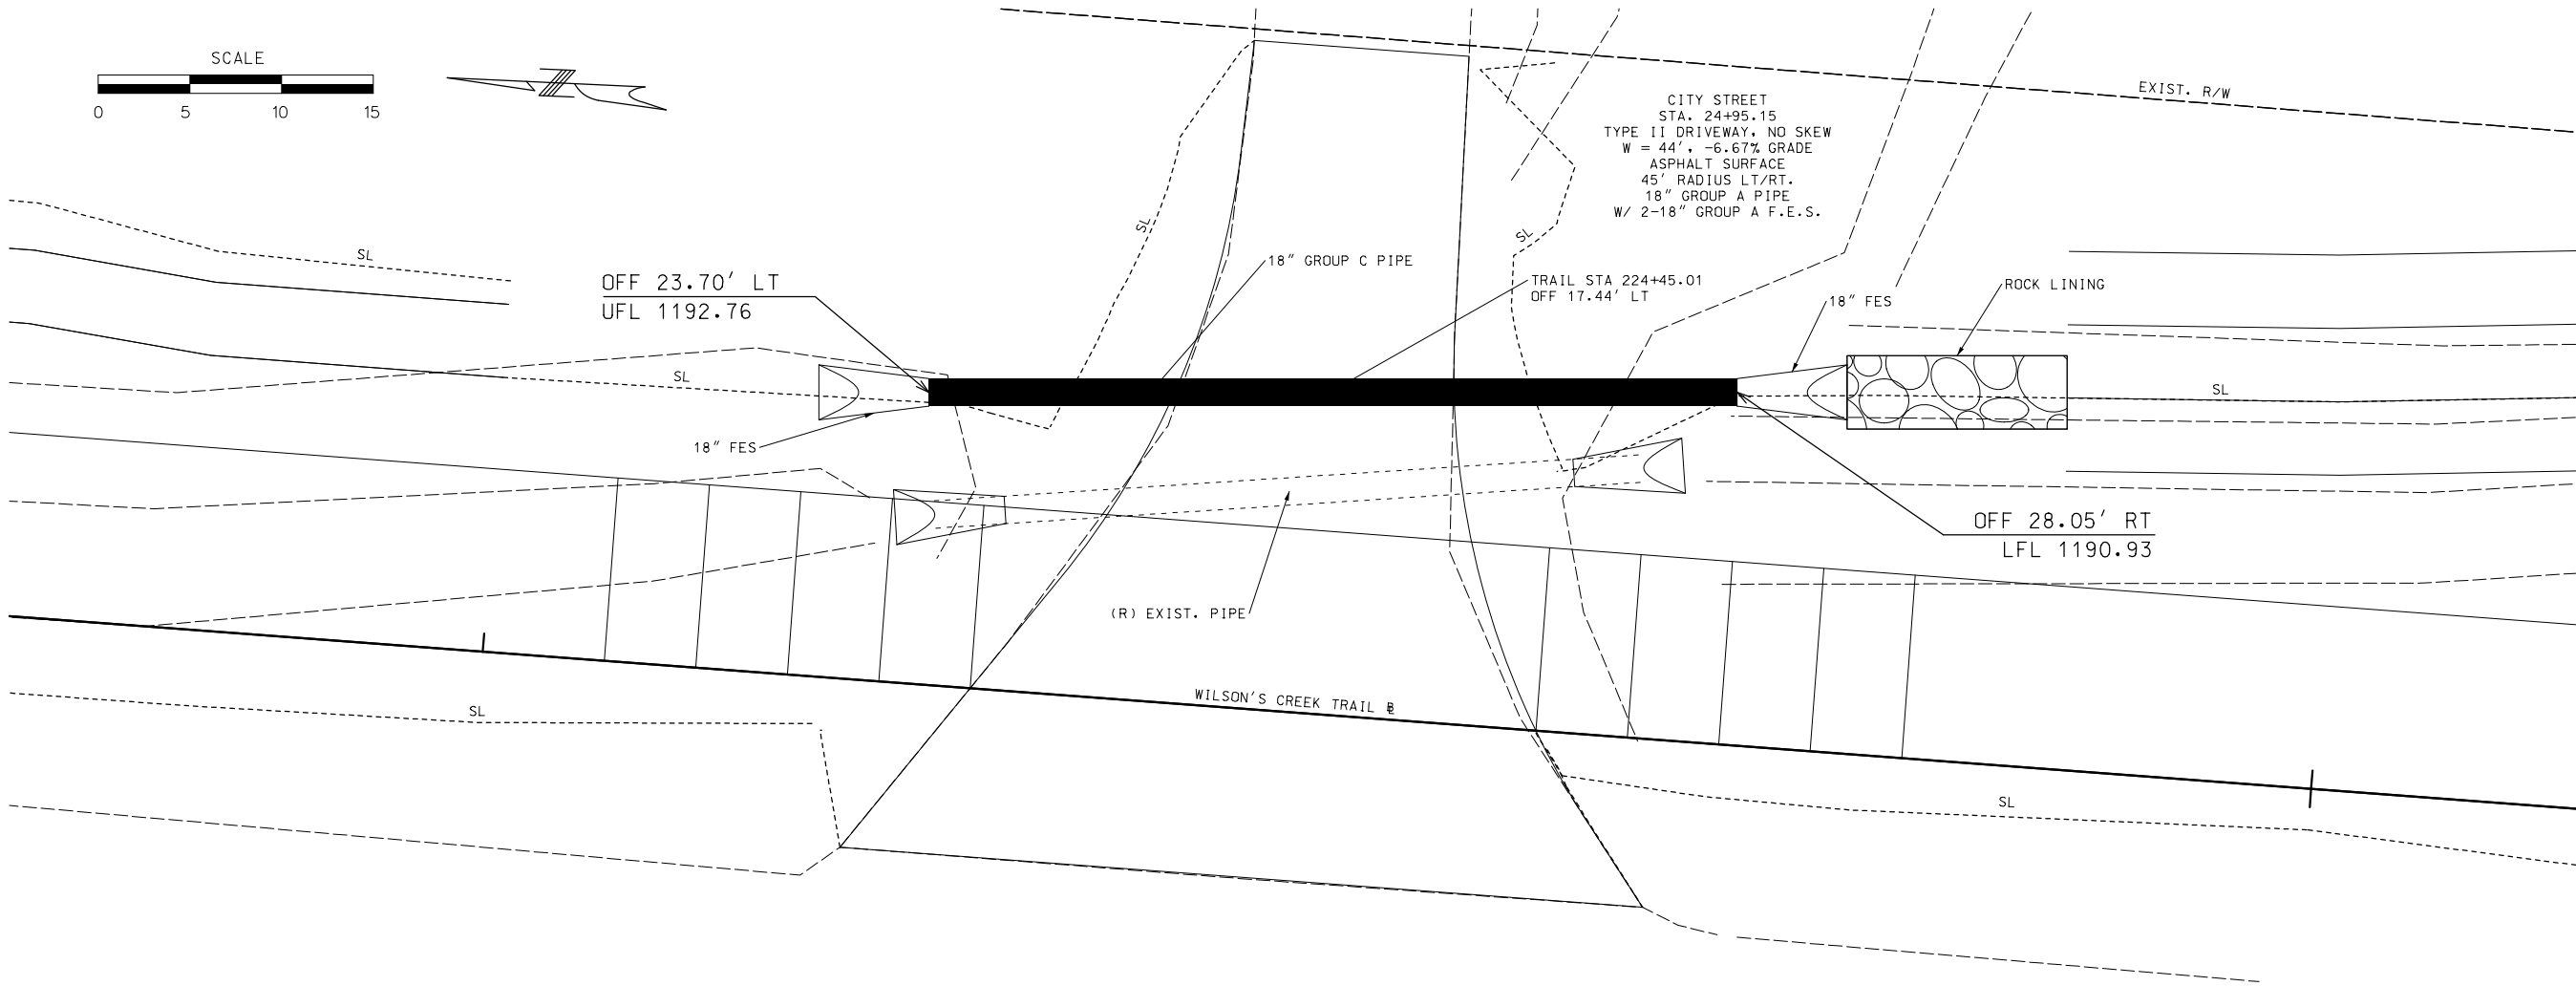 SCALE
0 5 10 15
EXIST. R/W
CITY STREET
STA. 24+95.15
TYPE II DRIVEWAY, NO SKEW
W = 44', -6.67% GRADE
ASPHALT SURFACE
45' RADIUS LT/RT.
18" GROUP A PIPE
W/ 2-18" GROUP A F.E.S.
SL
SL
SL
18" GROUP C PIPE
OFF 23.70' LT
UFL 1192.76
TRAIL STA 224+45.01
OFF 17.44' LT
18" FES
ROCK LINING
SL
SL
18" FES
OFF 28.05' RT
LFL 1190.93
(R) EXIST. PIPE
WILSON'S CREEK TRAIL ⅊
SL
SL